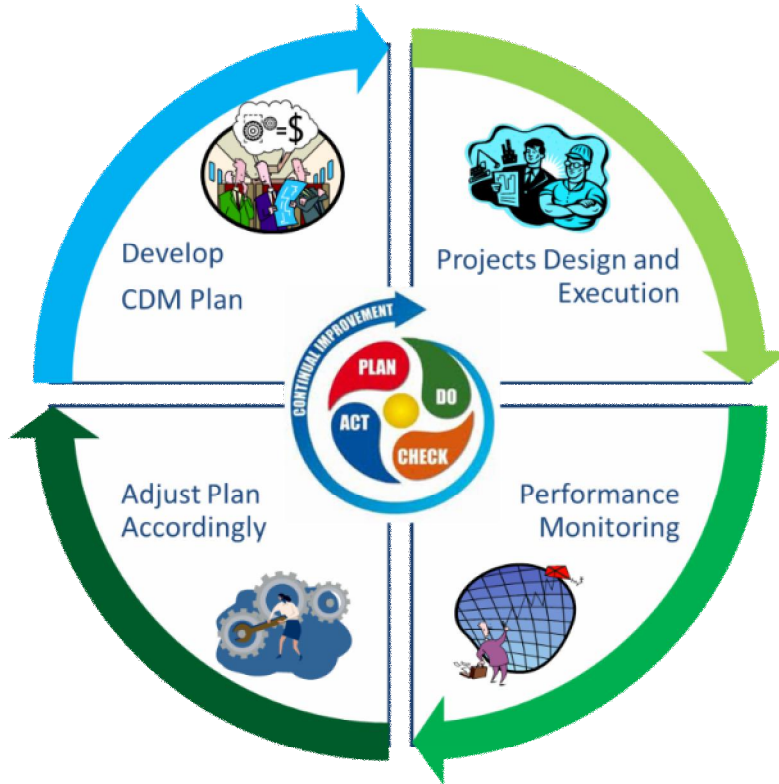 =$
Develop
CDM Plan
Projects Design and
Execution
CONTINUAL IMPROVEMENT
PLAN
DO
ACT
CHECK
Adjust Plan
Accordingly
Performance
Monitoring